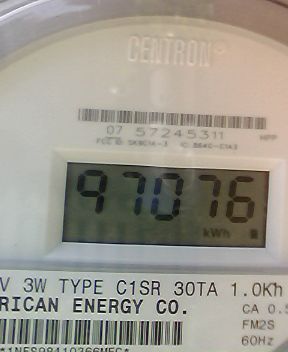 CENTRON®
07 57245311
97076
kWh
V 3W TYPE C1SR 30TA 1.0Kh
RICAN ENERGY CO.
CA 0.5
FM2S
60Hz